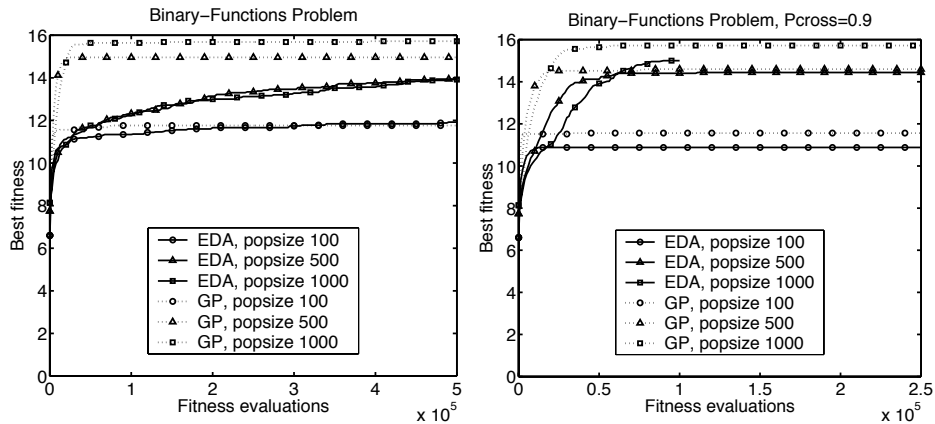 Binary−Functions Problem
16
14
12
10
8
6
4
2
0
Best fitness
EDA, popsize 100
EDA, popsize 500
EDA, popsize 1000
GP, popsize 100
GP, popsize 500
GP, popsize 1000
0 1 2 3 4 5
Fitness evaluations
x 10^5
Binary−Functions Problem, Pcross=0.9
16
14
12
10
8
6
4
2
0
Best fitness
EDA, popsize 100
EDA, popsize 500
EDA, popsize 1000
GP, popsize 100
GP, popsize 500
GP, popsize 1000
0 0.5 1 1.5 2 2.5
Fitness evaluations
x 10^5